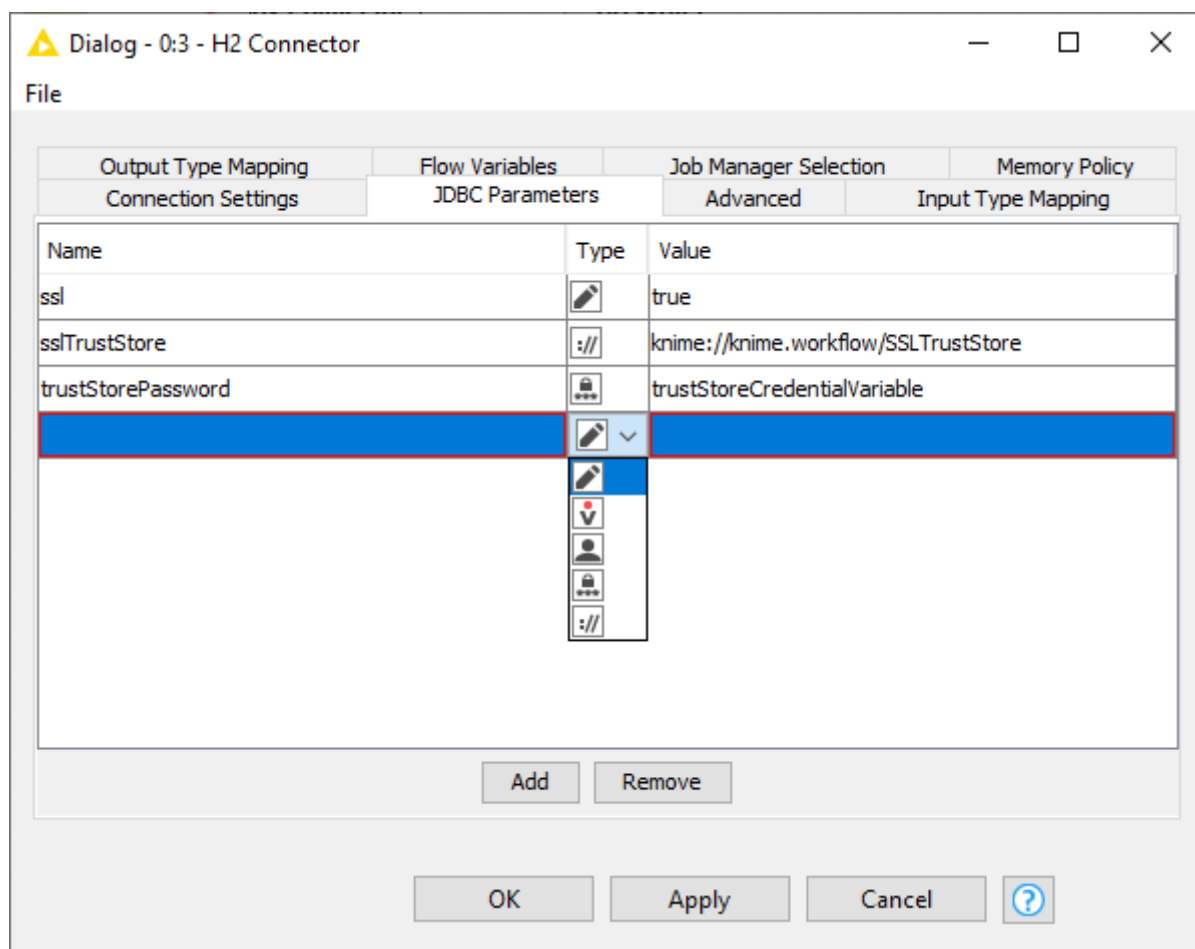 Dialog - 0:3 - H2 Connector
File
Output Type Mapping Flow Variables Job Manager Selection Memory Policy
Connection Settings JDBC Parameters Advanced Input Type Mapping
Name Type Value
ssl true
sslTrustStore :// knime://knime.workflow/SSLTrustStore
trustStorePassword trustStoreCredentialVariable
://
Add Remove
OK Apply Cancel ?